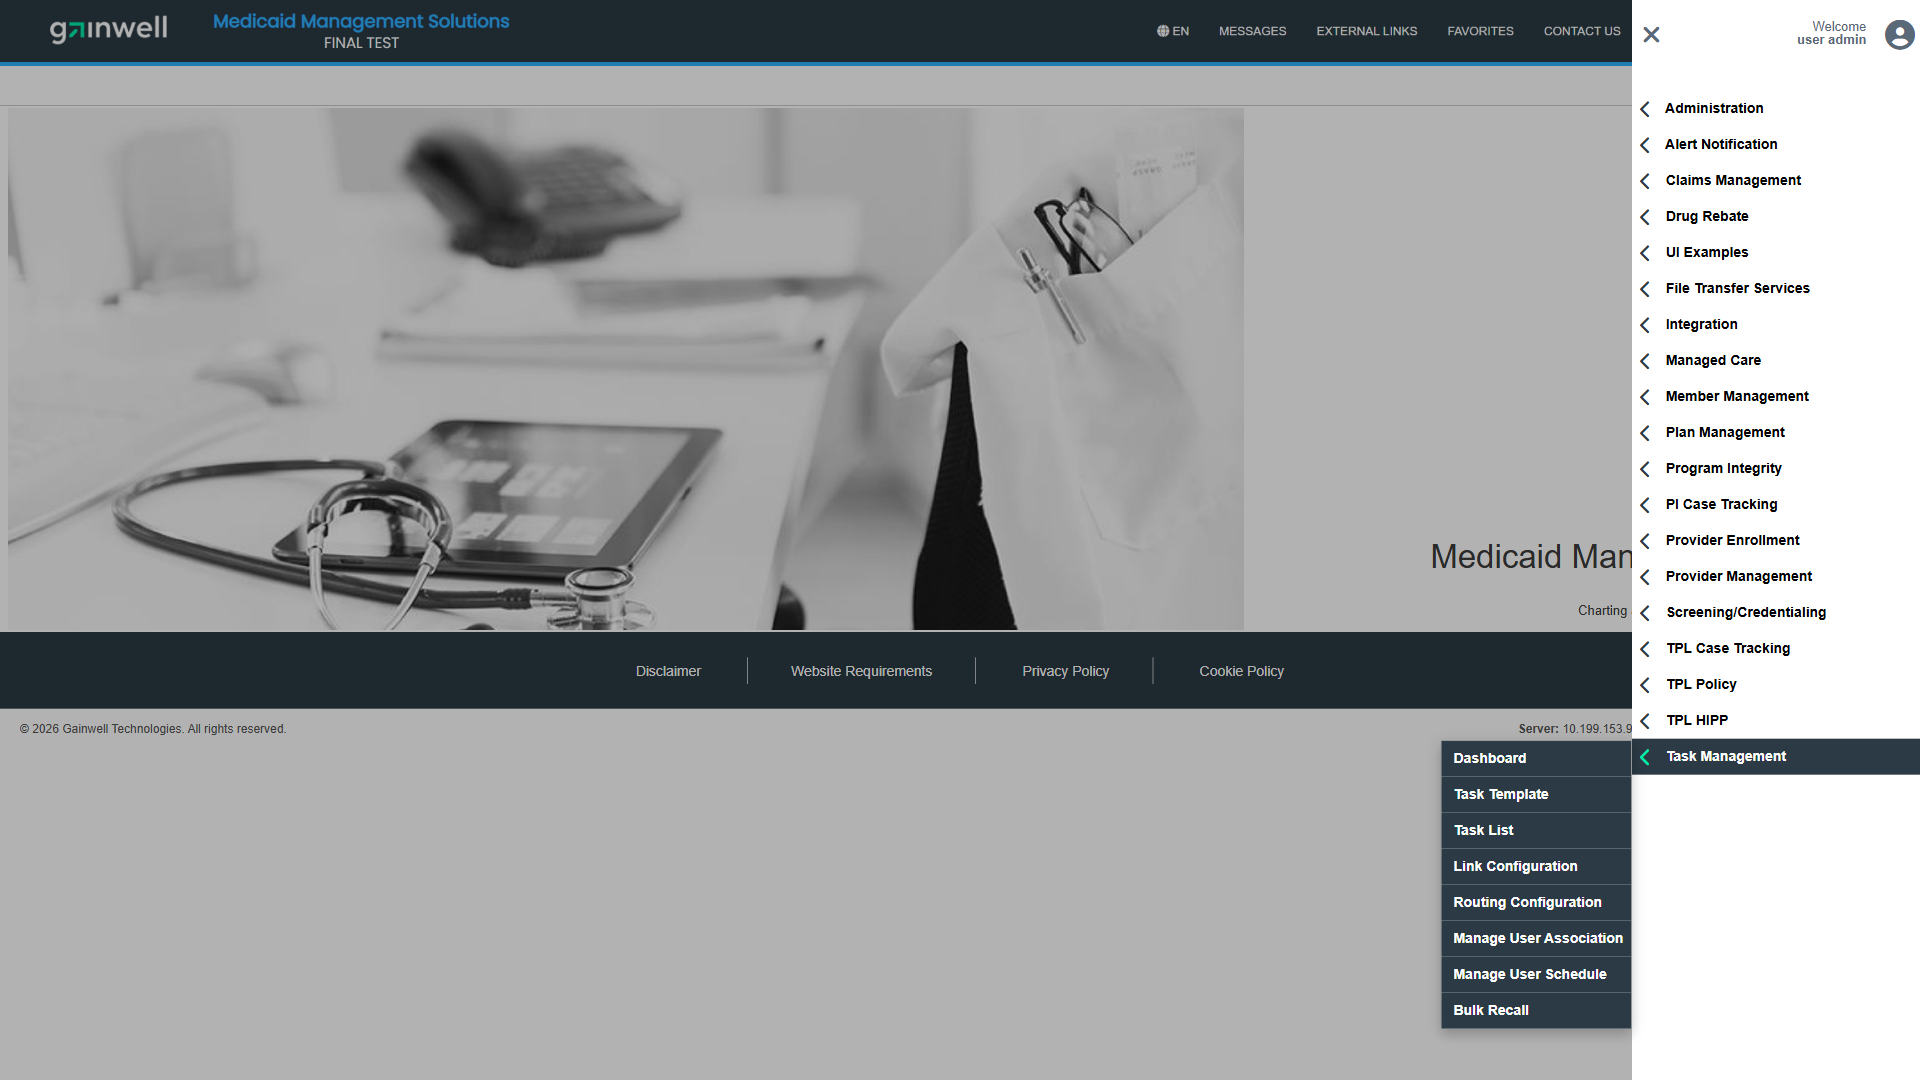 gainwell
Medicaid Management Solutions
FINAL TEST
EN
MESSAGES
EXTERNAL LINKS
FAVORITES
CONTACT US
Welcome
user admin
Administration
Alert Notification
Claims Management
Drug Rebate
UI Examples
File Transfer Services
Integration
Managed Care
Member Management
Plan Management
Program Integrity
PI Case Tracking
Provider Enrollment
Provider Management
Screening/Credentialing
TPL Case Tracking
TPL Policy
TPL HIPP
Task Management
Medicaid Man
Charting
Disclaimer
Website Requirements
Privacy Policy
Cookie Policy
© 2026 Gainwell Technologies. All rights reserved.
Server: 10.199.153.9
Dashboard
Task Template
Task List
Link Configuration
Routing Configuration
Manage User Association
Manage User Schedule
Bulk Recall